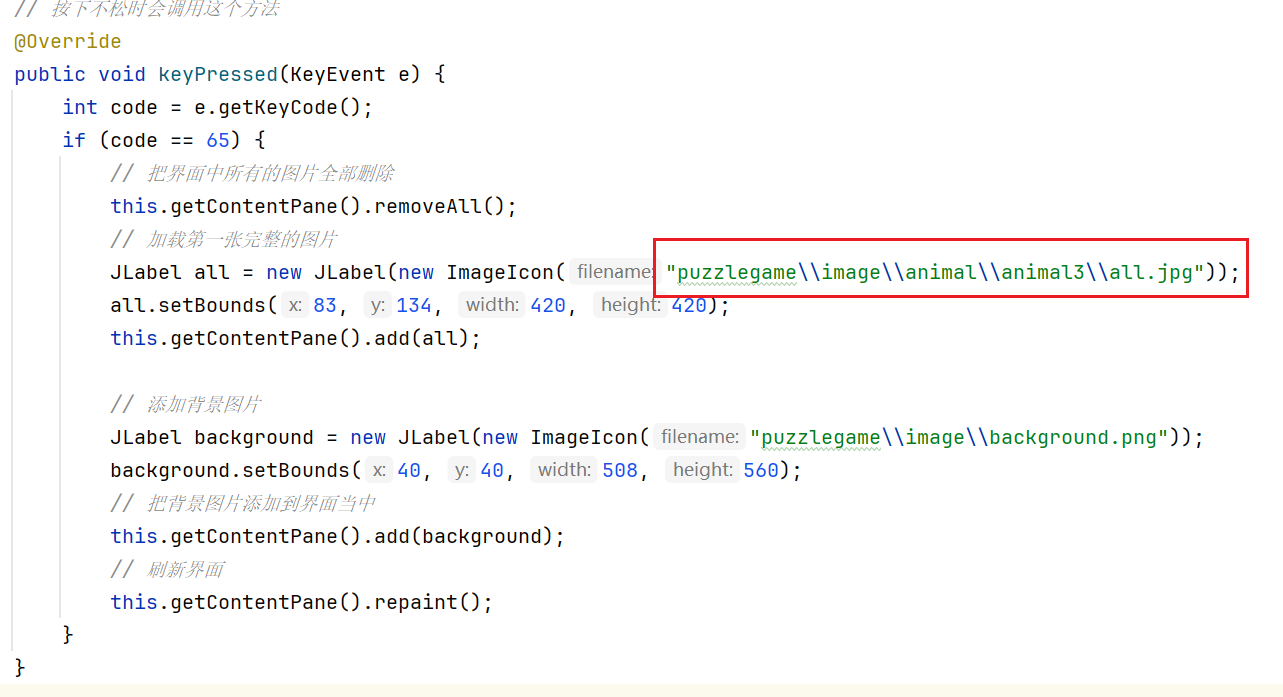 // 按下不松时会调用这个方法
@Override
public void keyPressed(KeyEvent e) {
int code = e.getKeyCode();
if (code == 65) {
// 把界面中所有的图片全部删除
this.getContentPane().removeAll();
// 加载第一张完整的图片
JLabel all = new JLabel(new ImageIcon( filename: "puzzlegame\\image\\animal\\animal3\\all.jpg"));
all.setBounds( x: 83, y: 134, width: 420, height: 420);
this.getContentPane().add(all);
// 添加背景图片
JLabel background = new JLabel(new ImageIcon( filename: "puzzlegame\\image\\background.png"));
background.setBounds( x: 40, y: 40, width: 508, height: 560);
// 把背景图片添加到界面当中
this.getContentPane().add(background);
// 刷新界面
this.getContentPane().repaint();
}
}